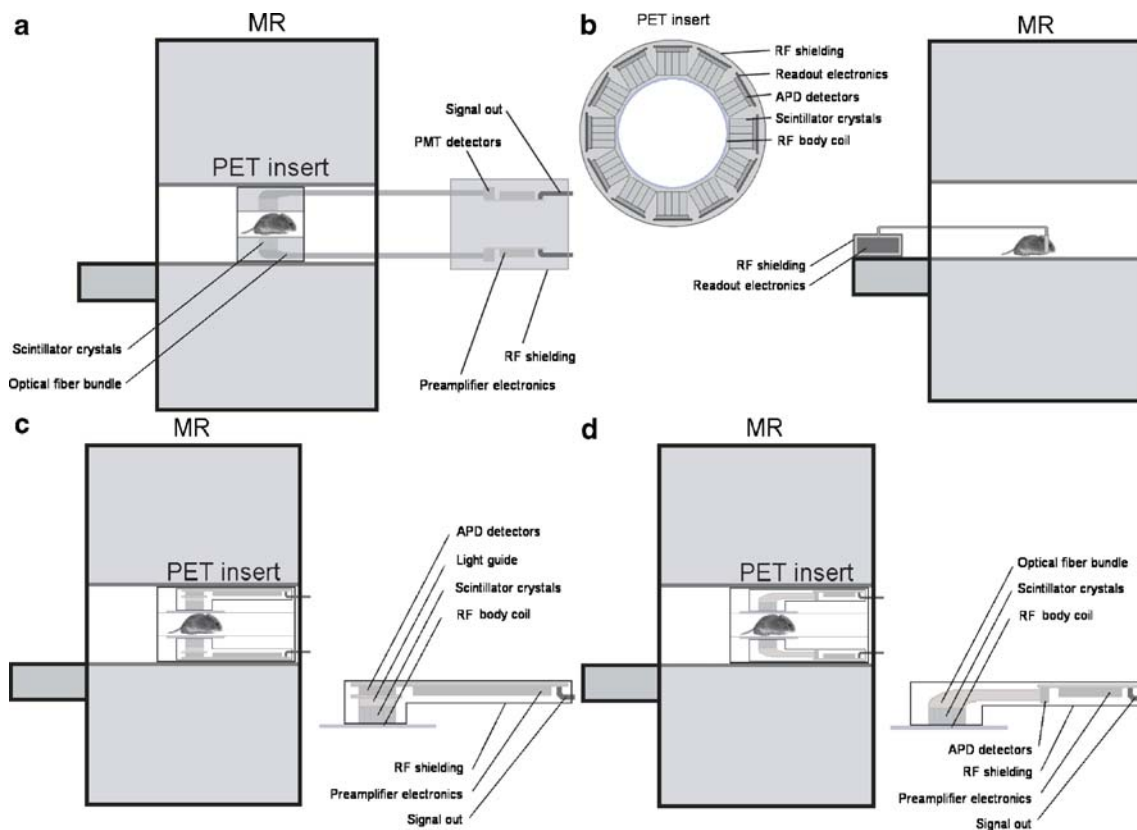 a
MR
PET insert
Signal out
PMT detectors
Scintillator crystals
Optical fiber bundle
RF shielding
Preamplifier electronics
b
PET insert
MR
RF shielding
Readout electronics
APD detectors
Scintillator crystals
RF body coil
RF shielding
Readout electronics
c
MR
PET insert
APD detectors
Light guide
Scintillator crystals
RF body coil
RF shielding
Preamplifier electronics
Signal out
d
MR
PET insert
Optical fiber bundle
Scintillator crystals
RF body coil
APD detectors
RF shielding
Preamplifier electronics
Signal out